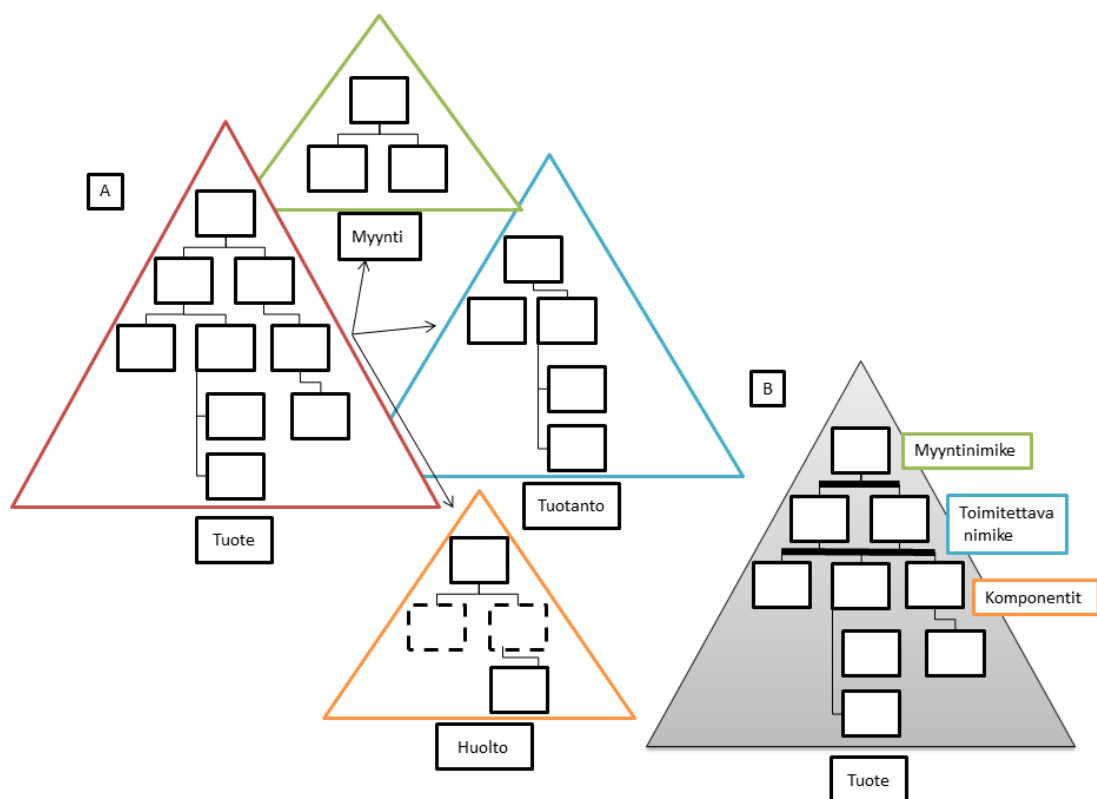 A
Myynti
Tuote
Tuotanto
Huolto
B
Myyntinimike
Toimitettava
nimike
Komponentit
Tuote